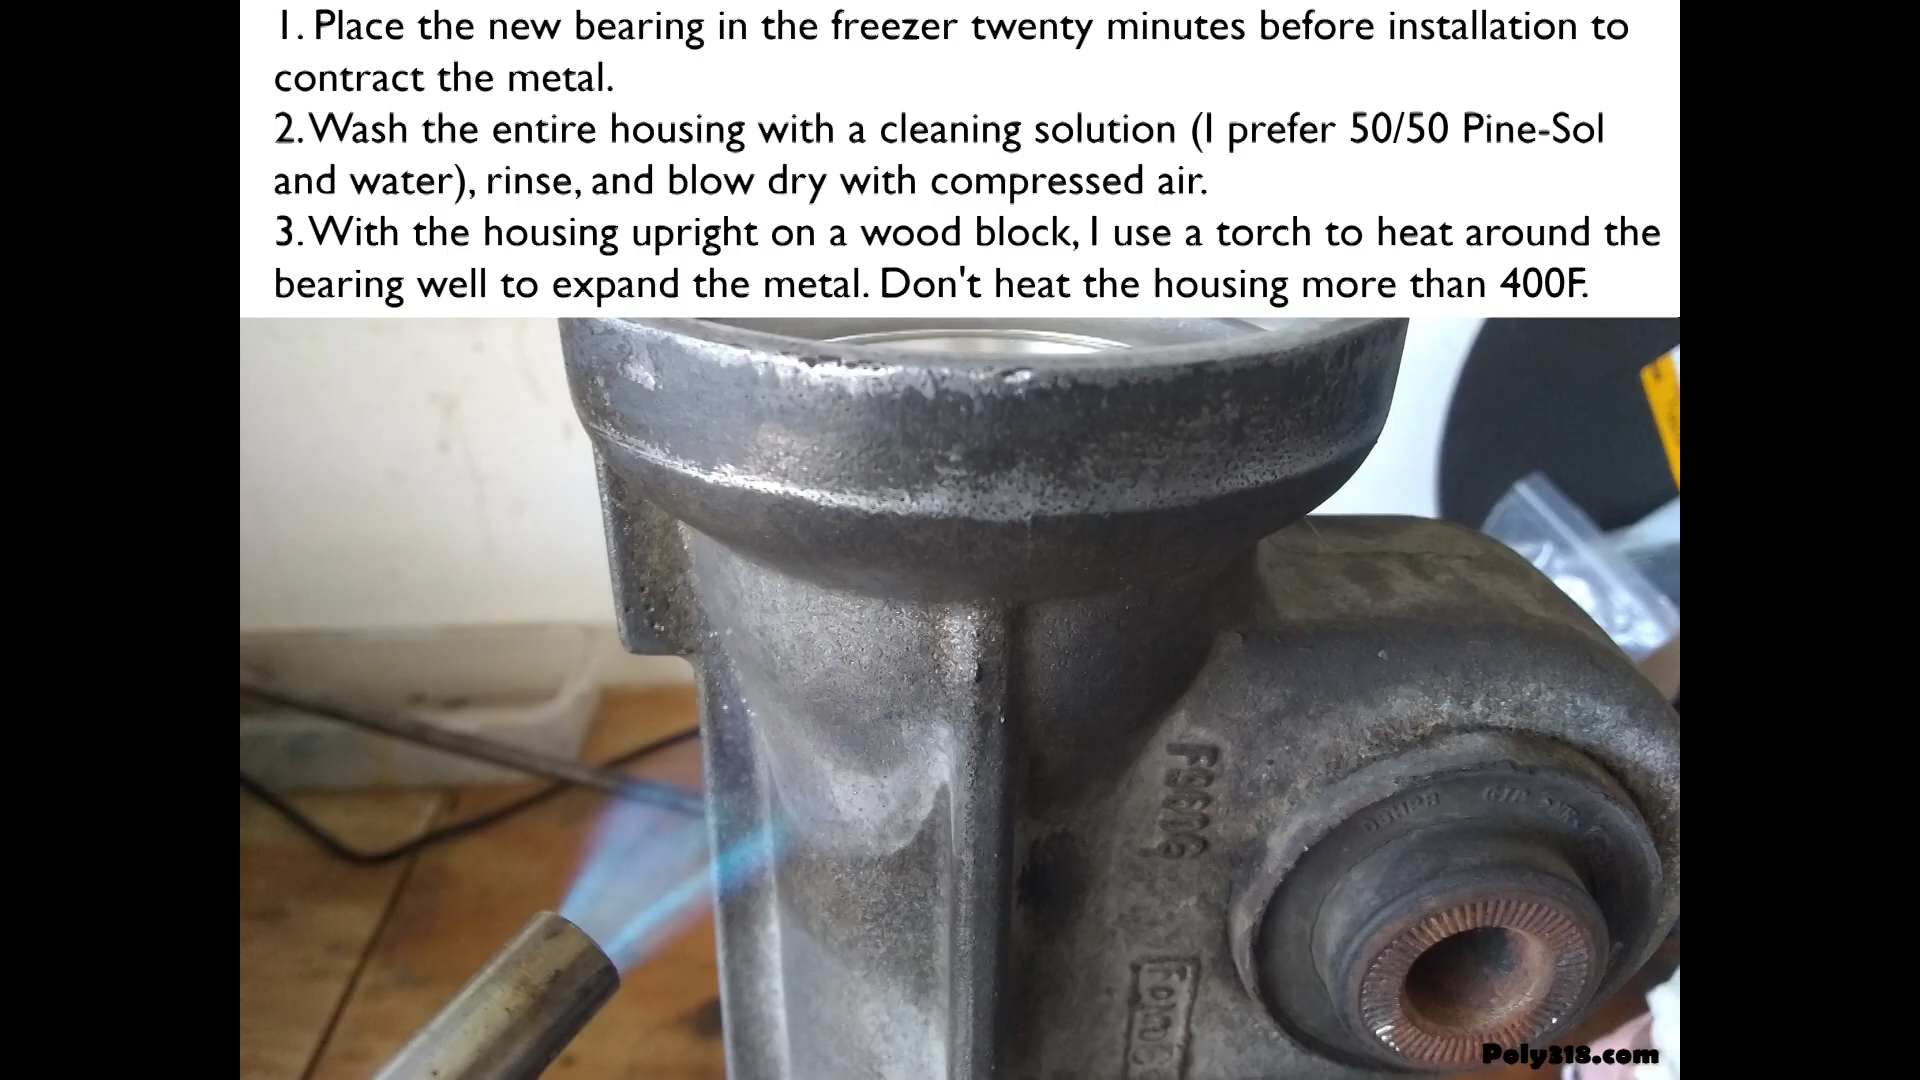 1. Place the new bearing in the freezer twenty minutes before installation to
contract the metal.
2. Wash the entire housing with a cleaning solution (I prefer 50/50 Pine-Sol
and water), rinse, and blow dry with compressed air.
3. With the housing upright on a wood block, I use a torch to heat around the
bearing well to expand the metal. Don't heat the housing more than 400F.
Poly318.com